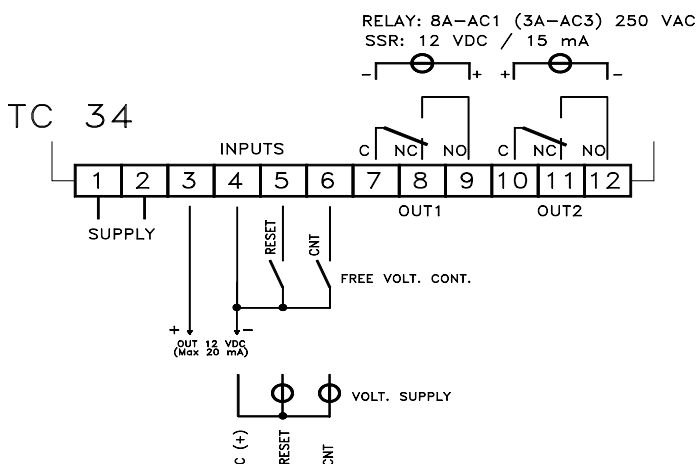 RELAY: 8A-AC1 (3A-AC3) 250 VAC
SSR: 12 VDC / 15 mA
- + + -
TC 34
INPUTS
C NC NO C NC NO
1 2 3 4 5 6 7 8 9 10 11 12
SUPPLY
OUT1 OUT2
RESET
CNT
FREE VOLT. CONT.
+ -
OUT 12 VDC
(Max 20 mA)
VOLT. SUPPLY
C (+)
RESET
CNT